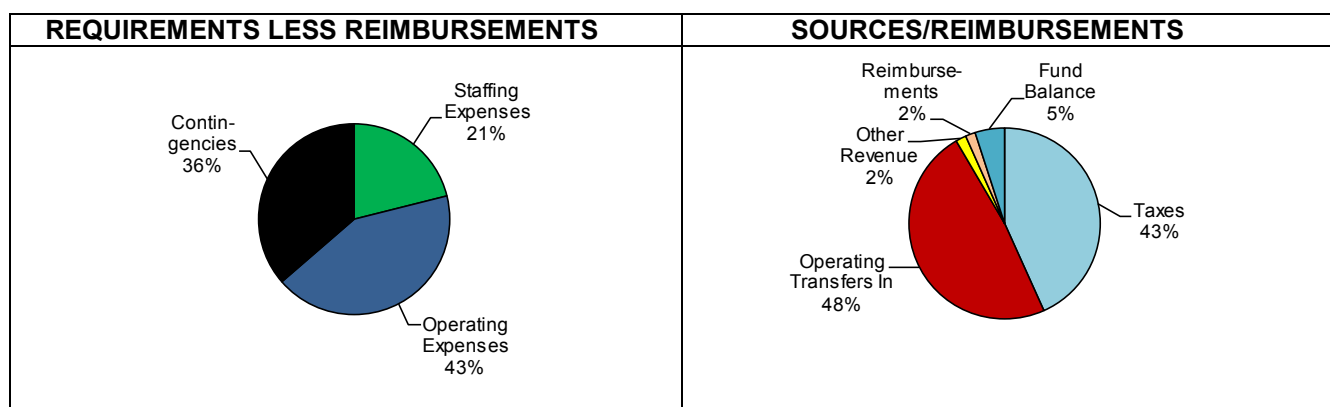 REQUIREMENTS LESS REIMBURSEMENTS
Staffing
Expenses
21%
Contin-
gencies
36%
Operating
Expenses
43%
SOURCES/REIMBURSEMENTS
Reimburse-
ments
2%
Fund
Balance
5%
Other
Revenue
2%
Taxes
43%
Operating
Transfers In
48%